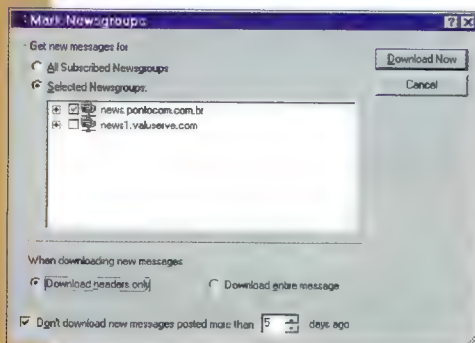 Mark Newsgroups
Get new messages for
All Subscribed Newsgroups
Selected Newsgroups:
news.pontocom.com.br
news1.valuserve.com
Download Now
Cancel
When downloading new messages
Download headers only
Download entire message
Don't download new messages posted more than 5 days ago